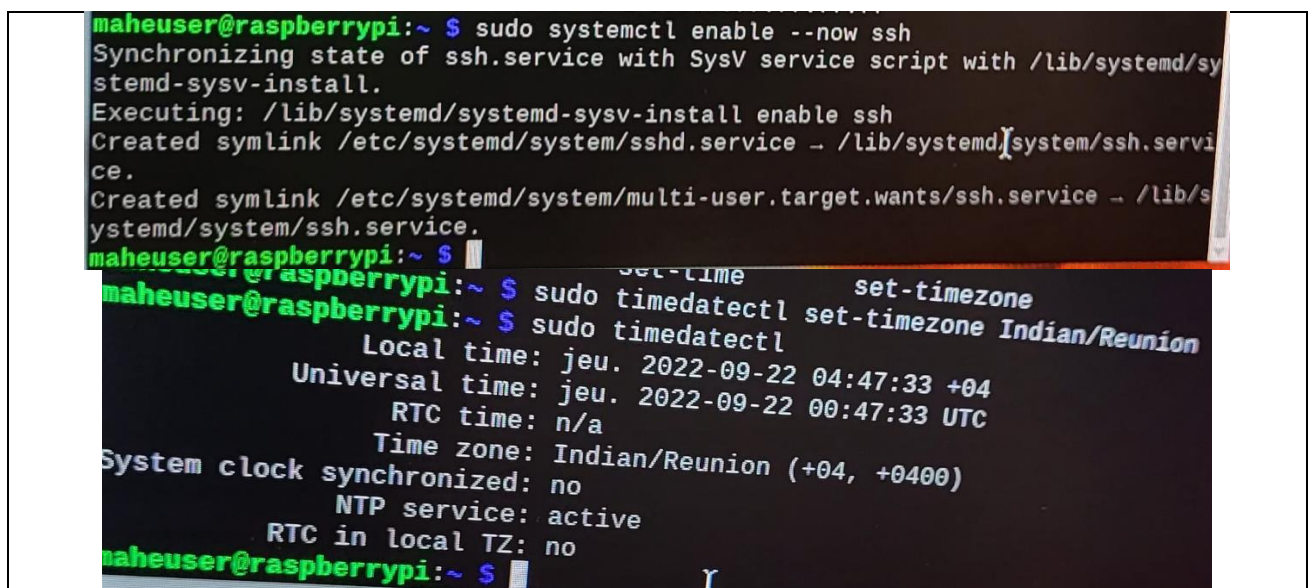 maheuser@raspberrypi:~ $ sudo systemctl enable --now ssh
Synchronizing state of ssh.service with SysV service script with /lib/systemd/sy
stemd-sysv-install.
Executing: /lib/systemd/systemd-sysv-install enable ssh
Created symlink /etc/systemd/system/sshd.service → /lib/systemd/system/ssh.servi
ce.
Created symlink /etc/systemd/system/multi-user.target.wants/ssh.service → /lib/s
ystemd/system/ssh.service.
maheuser@raspberrypi:~ $
set-time set-timezone
maheuser@raspberrypi:~ $ sudo timedatectl set-timezone Indian/Reunion
maheuser@raspberrypi:~ $ sudo timedatectl
Local time: jeu. 2022-09-22 04:47:33 +04
Universal time: jeu. 2022-09-22 00:47:33 UTC
RTC time: n/a
Time zone: Indian/Reunion (+04, +0400)
System clock synchronized: no
NTP service: active
RTC in local TZ: no
maheuser@raspberrypi:~ $